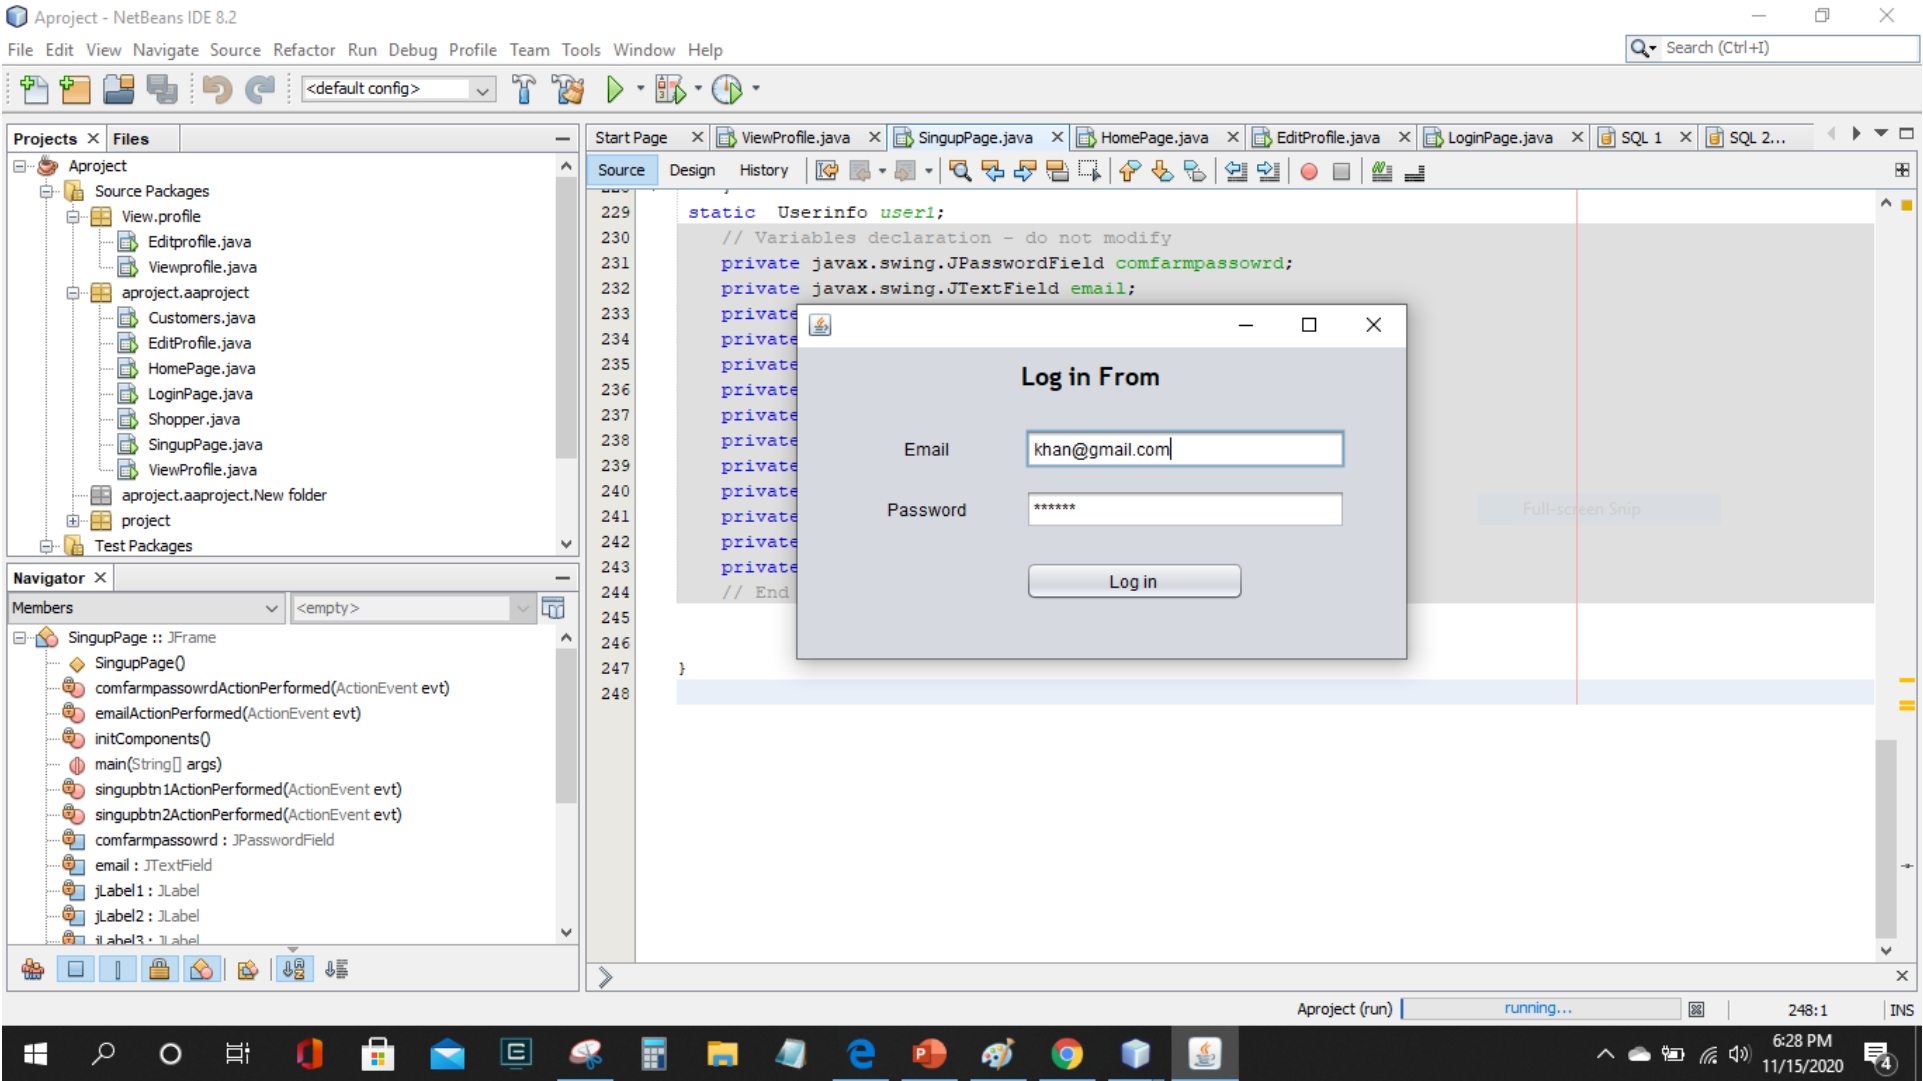 Aproject - NetBeans IDE 8.2
File Edit View Navigate Source Refactor Run Debug Profile Team Tools Window Help
Search (Ctrl+I)
<default config>
Projects Files
Aproject
Source Packages
View.profile
Editprofile.java
Viewprofile.java
aproject.aaproject
Customers.java
EditProfile.java
HomePage.java
LoginPage.java
Shopper.java
SingupPage.java
ViewProfile.java
aproject.aaproject.New folder
project
Test Packages
Navigator
Members
<empty>
SingupPage :: JFrame
SingupPage()
comfarmpassowrdActionPerformed(ActionEvent evt)
emailActionPerformed(ActionEvent evt)
initComponents()
main(String[] args)
singupbtn1ActionPerformed(ActionEvent evt)
singupbtn2ActionPerformed(ActionEvent evt)
comfarmpassowrd : JPasswordField
email : JTextField
jLabel1 : JLabel
jLabel2 : JLabel
jLabel3 : JLabel
Start Page ViewProfile.java SingupPage.java HomePage.java EditProfile.java LoginPage.java SQL 1 SQL 2...
Source Design History
229 static Userinfo user1;
230 // Variables declaration - do not modify
231 private javax.swing.JPasswordField comfarmpassowrd;
232 private javax.swing.JTextField email;
233 private
234 private
235 private
236 private
237 private
238 private
239 private
240 private
241 private
242 private
243 private
244 // End
245
246
247 }
248
Log in From
Email khan@gmail.com
Password ******
Log in
Full-screen Snip
Aproject (run) running... 248:1 INS
6:28 PM
11/15/2020
4